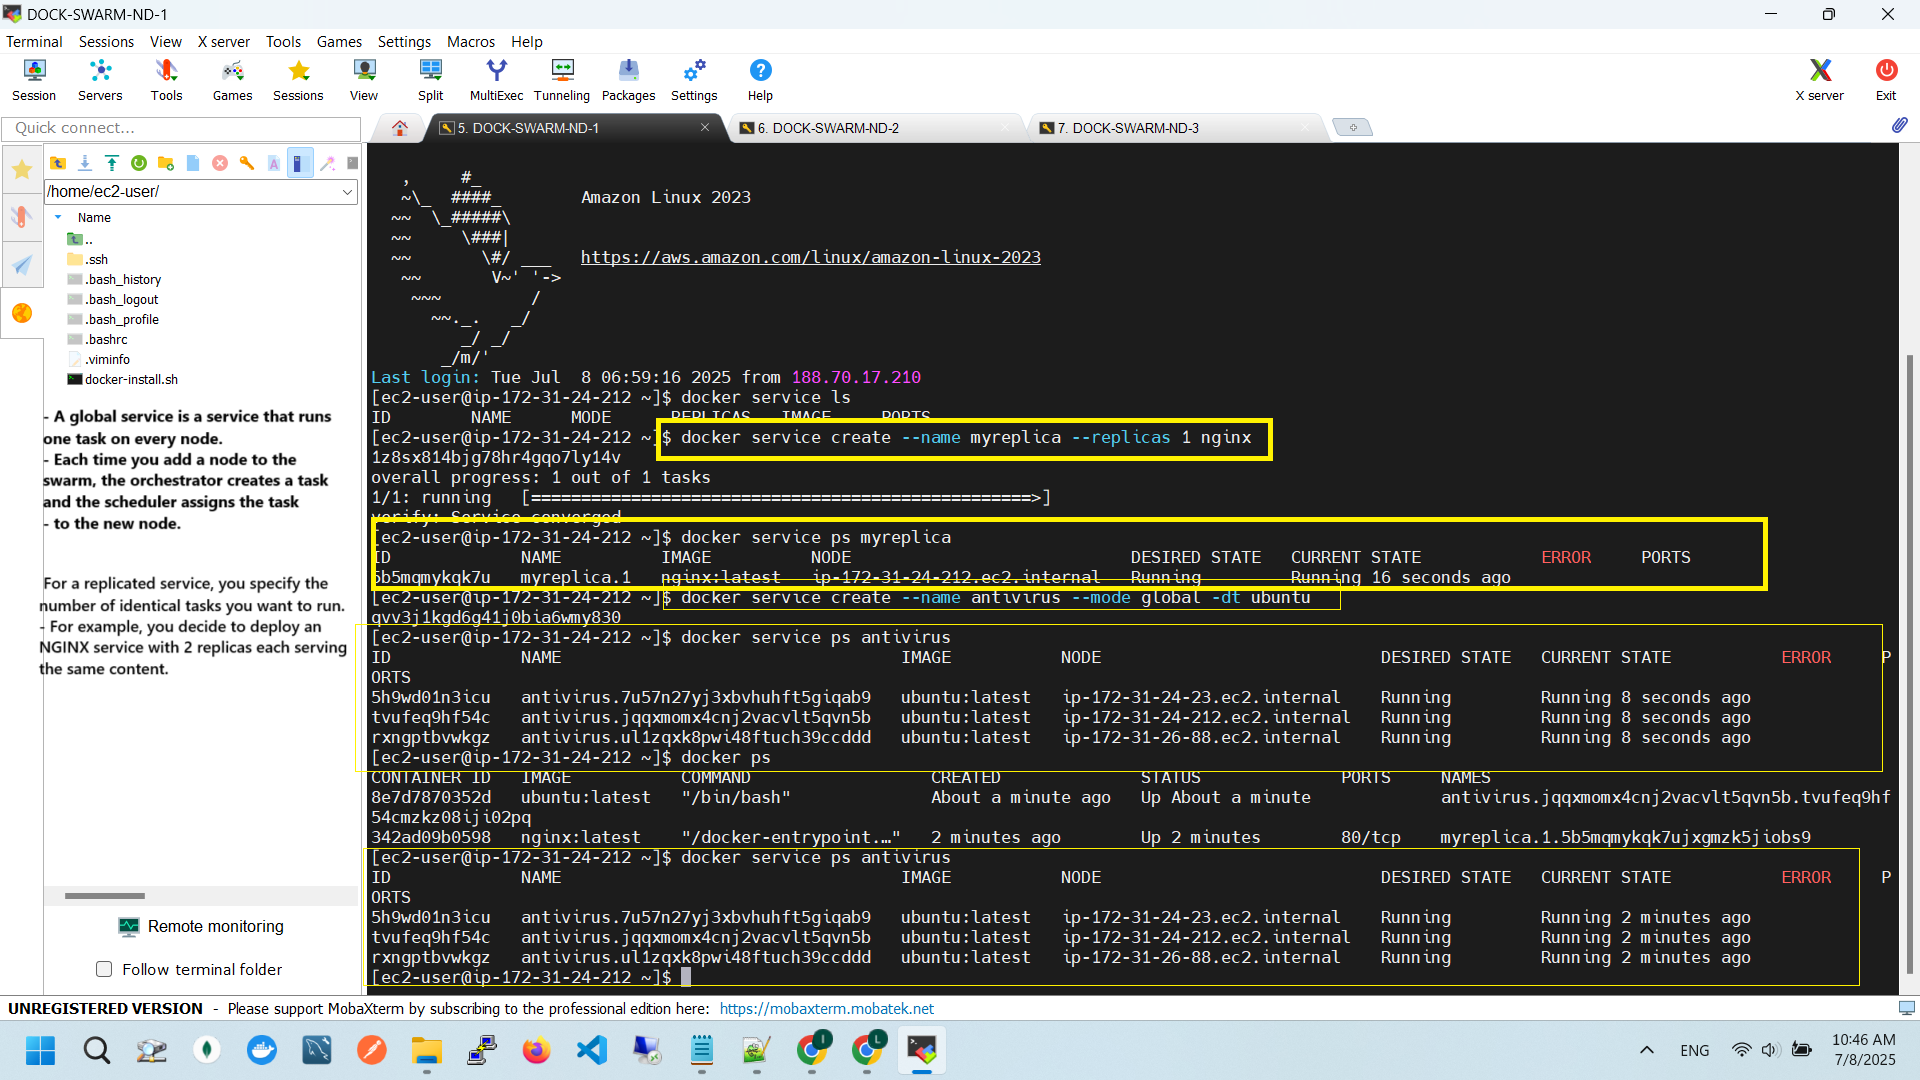 DOCK-SWARM-ND-1
Terminal Sessions View X server Tools Games Settings Macros Help
Session Servers Tools Games Sessions View Split MultiExec Tunneling Packages Settings Help X server Exit
Quick connect...
5. DOCK-SWARM-ND-1
6. DOCK-SWARM-ND-2
7. DOCK-SWARM-ND-3
/home/ec2-user/
Name
..
.ssh
.bash_history
.bash_logout
.bash_profile
.bashrc
.viminfo
docker-install.sh
- A global service is a service that runs
one task on every node.
- Each time you add a node to the
swarm, the orchestrator creates a task
and the scheduler assigns the task
- to the new node.
For a replicated service, you specify the
number of identical tasks you want to run.
- For example, you decide to deploy an
NGINX service with 2 replicas each serving
the same content.
Remote monitoring
Follow terminal folder
   ,     #_
   ~\_  ####_        Amazon Linux 2023
  ~~  \_#####\
  ~~     \###|
  ~~       \#/ ___   https://aws.amazon.com/linux/amazon-linux-2023
   ~~       V~' '->
    ~~~         /
      ~~._.   _/
         _/ _/
       _/m/'
Last login: Tue Jul  8 06:59:16 2025 from 188.70.17.210
[ec2-user@ip-172-31-24-212 ~]$ docker service ls
ID        NAME      MODE      REPLICAS   IMAGE     PORTS
[ec2-user@ip-172-31-24-212 ~]$ docker service create --name myreplica --replicas 1 nginx
1z8sx814bjg78hr4gqo7ly14v
overall progress: 1 out of 1 tasks
1/1: running   [==================================================>]
verify: Service converged
[ec2-user@ip-172-31-24-212 ~]$ docker service ps myreplica
ID             NAME          IMAGE          NODE                            DESIRED STATE   CURRENT STATE            ERROR     PORTS
5b5mqmykqk7u   myreplica.1   nginx:latest   ip-172-31-24-212.ec2.internal   Running         Running 16 seconds ago
[ec2-user@ip-172-31-24-212 ~]$ docker service create --name antivirus --mode global -dt ubuntu
qvv3j1kgd6g41j0bia6wmy830
[ec2-user@ip-172-31-24-212 ~]$ docker service ps antivirus
ID             NAME                                  IMAGE           NODE                            DESIRED STATE   CURRENT STATE           ERROR     P
ORTS
5h9wd01n3icu   antivirus.7u57n27yj3xbvhuhft5giqab9   ubuntu:latest   ip-172-31-24-23.ec2.internal    Running         Running 8 seconds ago
tvufeq9hf54c   antivirus.jqqxmomx4cnj2vacvlt5qvn5b   ubuntu:latest   ip-172-31-24-212.ec2.internal   Running         Running 8 seconds ago
rxngptbvwkgz   antivirus.ul1zqxk8pwi48ftuch39ccddd   ubuntu:latest   ip-172-31-26-88.ec2.internal    Running         Running 8 seconds ago
[ec2-user@ip-172-31-24-212 ~]$ docker ps
CONTAINER ID   IMAGE           COMMAND                  CREATED              STATUS              PORTS     NAMES
8e7d7870352d   ubuntu:latest   "/bin/bash"              About a minute ago   Up About a minute             antivirus.jqqxmomx4cnj2vacvlt5qvn5b.tvufeq9hf
54cmzkz08iji02pq
342ad09b0598   nginx:latest    "/docker-entrypoint.…"   2 minutes ago        Up 2 minutes        80/tcp    myreplica.1.5b5mqmykqk7ujxgmzk5jiobs9
[ec2-user@ip-172-31-24-212 ~]$ docker service ps antivirus
ID             NAME                                  IMAGE           NODE                            DESIRED STATE   CURRENT STATE           ERROR     P
ORTS
5h9wd01n3icu   antivirus.7u57n27yj3xbvhuhft5giqab9   ubuntu:latest   ip-172-31-24-23.ec2.internal    Running         Running 2 minutes ago
tvufeq9hf54c   antivirus.jqqxmomx4cnj2vacvlt5qvn5b   ubuntu:latest   ip-172-31-24-212.ec2.internal   Running         Running 2 minutes ago
rxngptbvwkgz   antivirus.ul1zqxk8pwi48ftuch39ccddd   ubuntu:latest   ip-172-31-26-88.ec2.internal    Running         Running 2 minutes ago
[ec2-user@ip-172-31-24-212 ~]$
UNREGISTERED VERSION - Please support MobaXterm by subscribing to the professional edition here: https://mobaxterm.mobatek.net
ENG
10:46 AM
7/8/2025